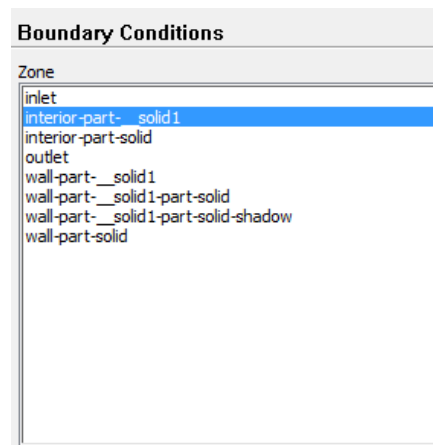 Boundary Conditions
Zone
inlet
interior-part-__solid1
interior-part-solid
outlet
wall-part-__solid1
wall-part-__solid1-part-solid
wall-part-__solid1-part-solid-shadow
wall-part-solid